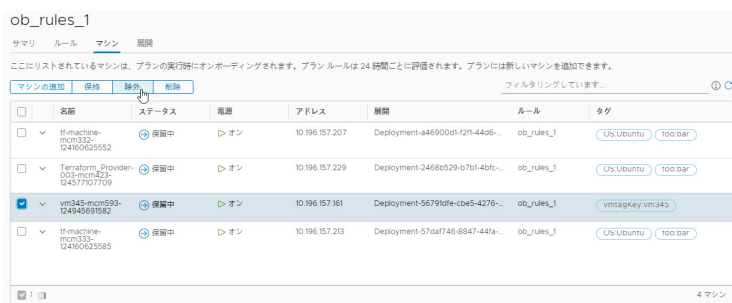 ob_rules_1
サマリ ルール マシン 展開
ここにリストされているマシンは、プランの実行時にオンボーディングされます。プラン ルールは 24 時間ごとに評価されます。プランには新しいマシンを追加できます。
マシンの追加 保持 除外 削除 フィルタリングしています...
名前 ステータス 電源 アドレス 展開 ルール タグ
tf-machine-mcm332-124160625552 保留中 オン 10.196.157.207 Deployment-a46900d1-f2f1-44d6-... ob_rules_1 OS:Ubuntu foo:bar
Terraform_Provider-003-mcm423-124577107709 保留中 オン 10.196.157.229 Deployment-2468b529-b7b1-4bfc-... ob_rules_1 OS:Ubuntu foo:bar
vm345-mcm593-124945691582 保留中 オン 10.196.157.161 Deployment-56791dfe-cbe5-4276-... ob_rules_1 vmtagKey:vm345
tf-machine-mcm333-124160625585 保留中 オン 10.196.157.213 Deployment-57daf746-8847-44fa-... ob_rules_1 OS:Ubuntu foo:bar
1 4 マシン